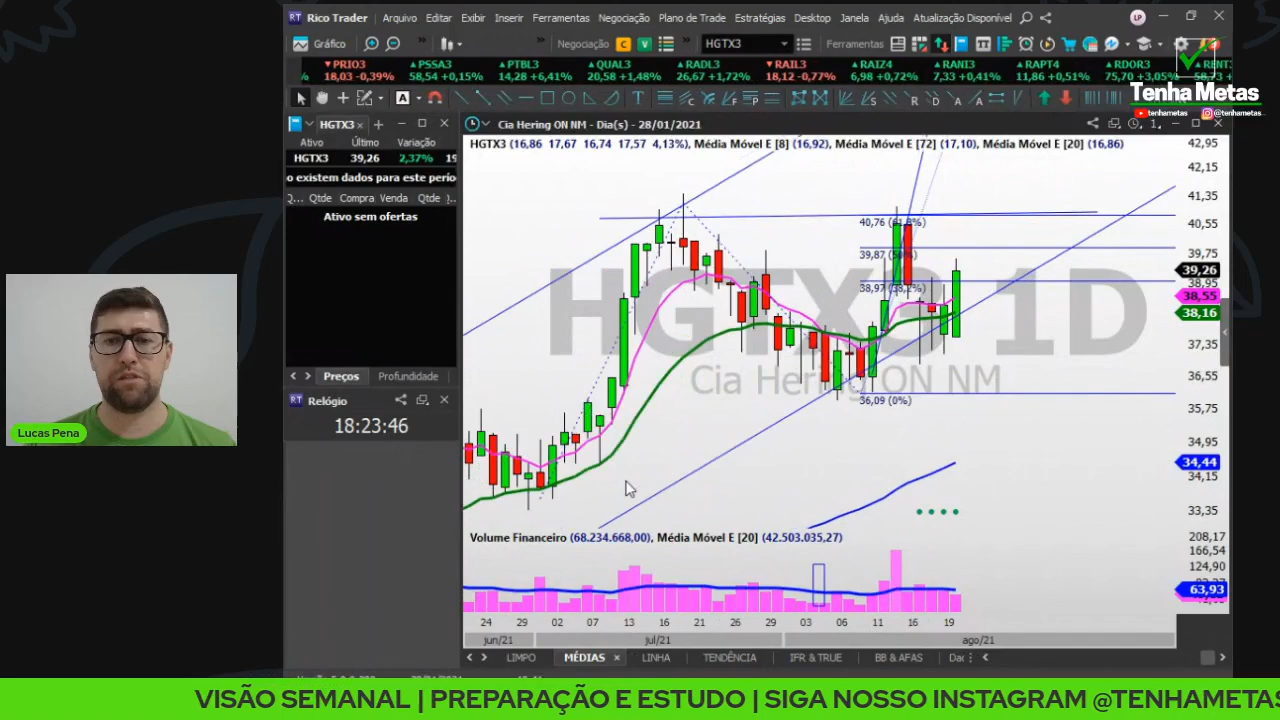 Rico Trader Arquivo Editar Exibir Inserir Ferramentas Negociação Plano de Trade Estratégias Desktop Janela Ajuda Atualização Disponível LP
Gráfico » » Negociação C V » HGTX3 Ferramentas
PRIO3 PSSA3 PTBL3 QUAL3 RADL3 RAIL3 RAIZ4 RANI3 RAPT4 RDOR3
18,03 -0,39% 58,54 +0,15% 14,28 +6,41% 20,58 +1,48% 26,67 +1,72% 18,12 -0,77% 6,98 +0,72% 7,33 +0,41% 11,86 +0,51% 75,70 +3,05%
Tenha Metas
tenhametas @tenhametas
HGTX3
Ativo Último Variação
HGTX3 39,26 2,37% 19
o existem dados para este perío
Q... Qtde Compra Venda Qtde
Ativo sem ofertas
Preços Profundidade
Relógio
18:23:46
Cia Hering ON NM - Dia(s) - 28/01/2021
HGTX3 (16,86 17,67 16,74 17,57 4,13%), Média Móvel E [8] (16,92), Média Móvel E [72] (17,10), Média Móvel E [20] (16,86)
HGTX3 1D
Cia Hering ON NM
40,76 (61,8%)
39,87 (50%)
38,97 (38,2%)
36,09 (0%)
42,95
42,15
41,35
40,55
39,75
39,26
38,95
38,55
38,16
37,35
36,55
35,75
34,95
34,44
34,15
33,35
Volume Financeiro (68.234.668,00), Média Móvel E [20] (42.503.035,27)
208,17
166,54
124,90
63,93
24 29 02 07 13 16 21 26 29 03 06 11 16 19
jun/21 jul/21 ago/21
LIMPO MÉDIAS LINHA TENDÊNCIA IFR & TRUE BB & AFAS
Lucas Pena
VISÃO SEMANAL | PREPARAÇÃO E ESTUDO | SIGA NOSSO INSTAGRAM @TENHAMETAS